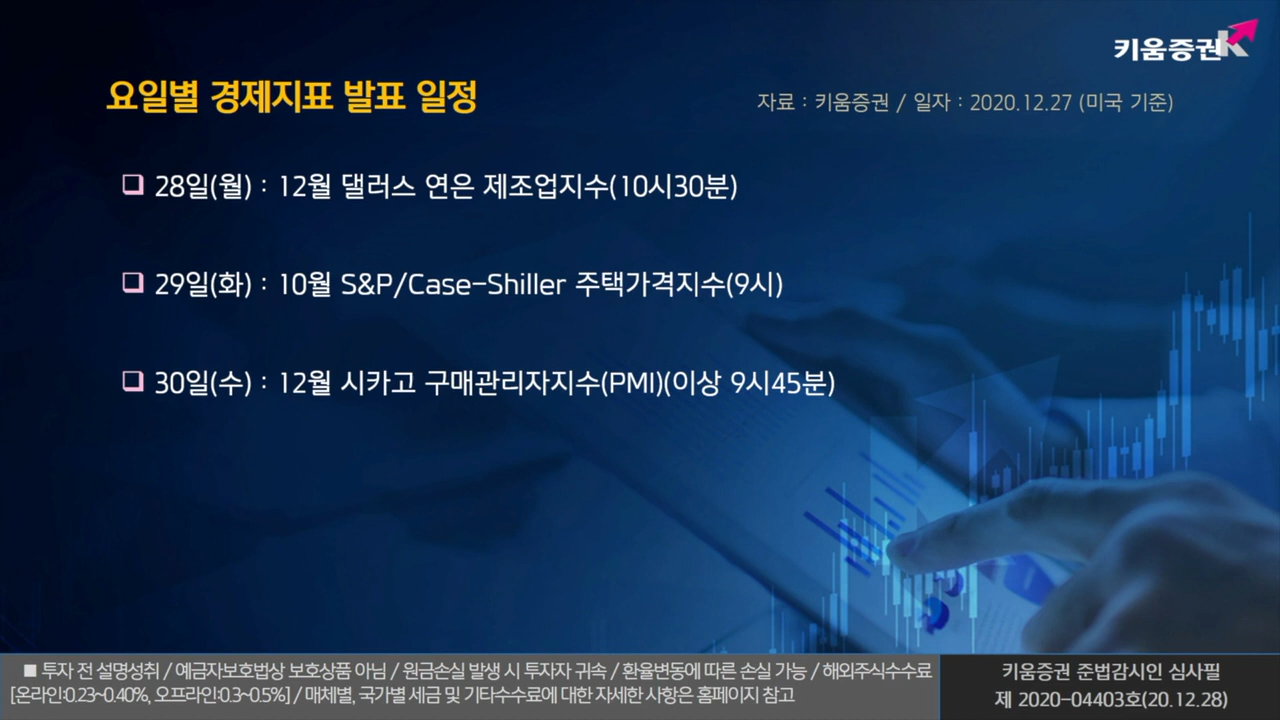 키움증권
요일별 경제지표 발표 일정
자료 : 키움증권 / 일자 : 2020.12.27 (미국 기준)
❑ 28일(월) : 12월 댈러스 연은 제조업지수(10시30분)
❑ 29일(화) : 10월 S&P/Case-Shiller 주택가격지수(9시)
❑ 30일(수) : 12월 시카고 구매관리자지수(PMI)(이상 9시45분)
■ 투자 전 설명성취 / 예금자보호법상 보호상품 아님 / 원금손실 발생 시 투자자 귀속 / 환율변동에 따른 손실 가능 / 해외주식수수료
[온라인:0.23~0.40%, 오프라인:0.3~0.5%] / 매체별, 국가별 세금 및 기타수수료에 대한 자세한 사항은 홈페이지 참고
키움증권 준법감시인 심사필
제 2020-04403호(20.12.28)